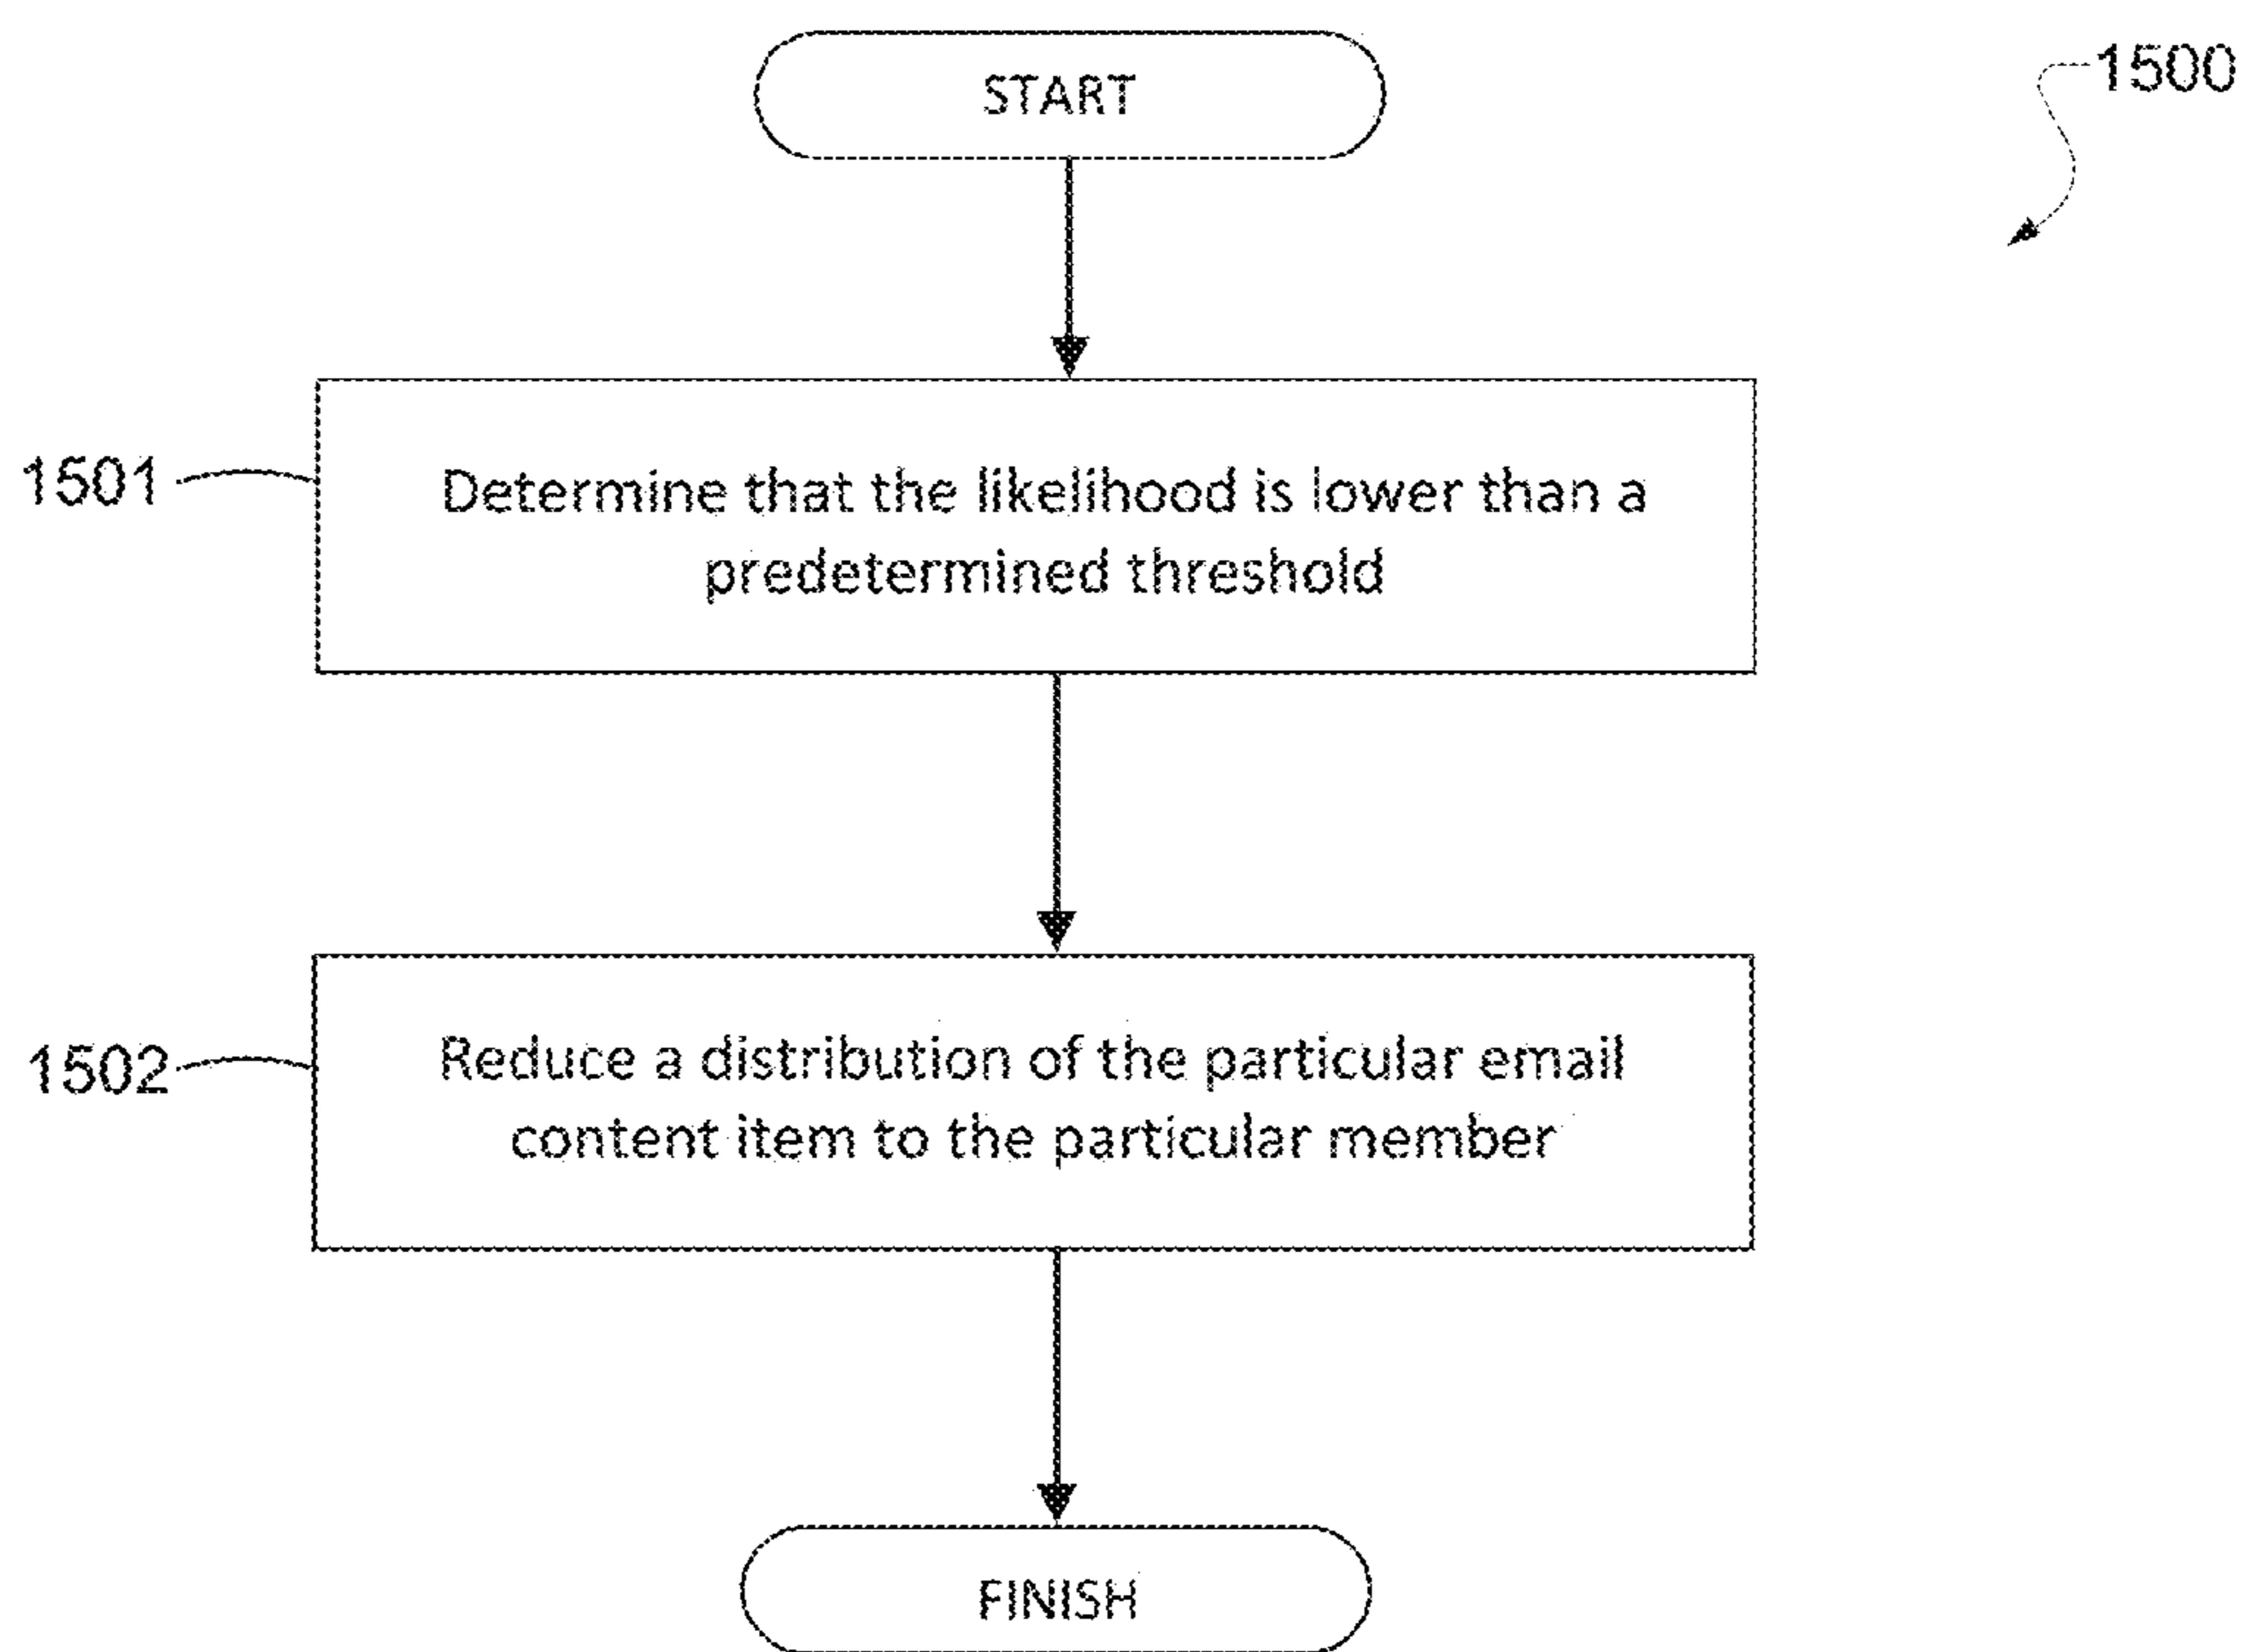 START
1500
1501
Determine that the likelihood is lower than a
predetermined threshold
1502
Reduce a distribution of the particular email
content item to the particular member
FINISH